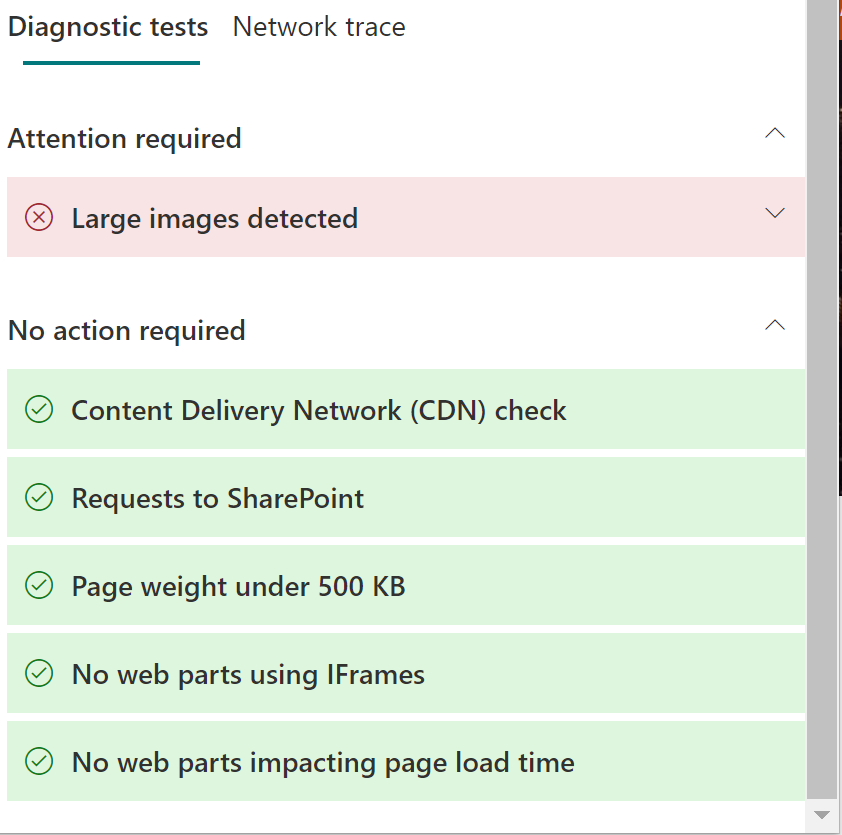 Diagnostic tests Network trace
Attention required
Large images detected
No action required
Content Delivery Network (CDN) check
Requests to SharePoint
Page weight under 500 KB
No web parts using IFrames
No web parts impacting page load time